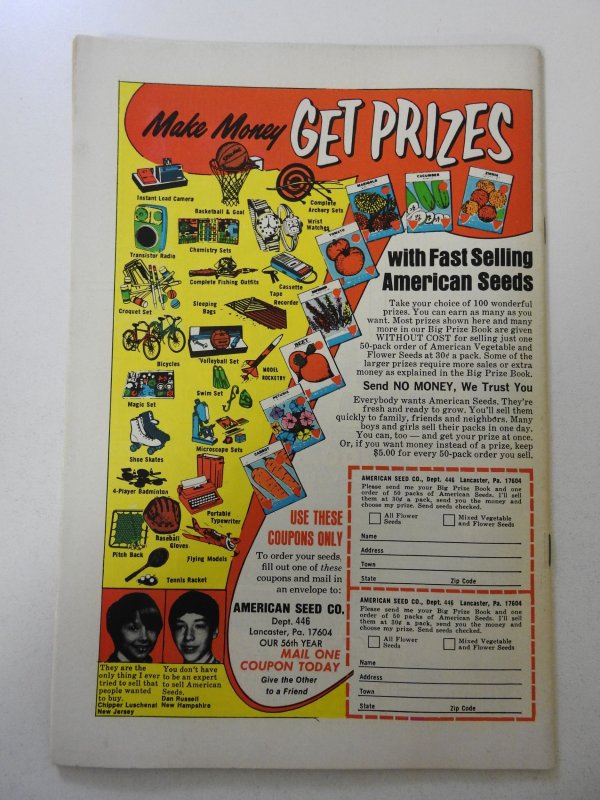 Make Money GET PRIZES
Instant Load Camera
Basketball & Goal
Complete
Archery Sets
Wrist
Watches
Transistor Radio
Chemistry Sets
Complete Fishing Outfits
Cassette
Tape
Recorder
Croquet Set
Sleeping
Bags
Bicycles
Volleyball Set
MODEL
ROCKETRY
Swim Set
Magic Set
Microscope Sets
Shoe Skates
4-Player Badminton
Portable
Typewriter
Baseball
Gloves
Pitch Back
Flying Models
Tennis Racket
MARIGOLD
CUCUMBER
ZINNIA
TOMATO
BEET
PETUNIA
CARROT
with Fast Selling
American Seeds
Take your choice of 100 wonderful
prizes. You can earn as many as you
want. Most prizes shown here and many
more in our Big Prize Book are given
WITHOUT COST for selling just one
50-pack order of American Vegetable and
Flower Seeds at 30¢ a pack. Some of the
larger prizes require more sales or extra
money as explained in the Big Prize Book.
Send NO MONEY, We Trust You
Everybody wants American Seeds. They're
fresh and ready to grow. You'll sell them
quickly to family, friends and neighbors. Many
boys and girls sell their packs in one day.
You can, too — and get your prize at once.
Or, if you want money instead of a prize, keep
$5.00 for every 50-pack order you sell.
USE THESE
COUPONS ONLY
To order your seeds,
fill out one of these
coupons and mail in
an envelope to:
AMERICAN SEED CO.
Dept. 446
Lancaster, Pa. 17604
OUR 56th YEAR
MAIL ONE
COUPON TODAY
Give the Other
to a Friend
AMERICAN SEED CO., Dept. 446 Lancaster, Pa. 17604
Please send me your Big Prize Book and one
order of 50 packs of American Seeds. I'll sell
them at 30¢ a pack, send you the money and
choose my prize. Send seeds checked.
All Flower
Seeds
Mixed Vegetable
and Flower Seeds
Name
Address
Town
State Zip Code
AMERICAN SEED CO., Dept. 446 Lancaster, Pa. 17604
Please send me your Big Prize Book and one
order of 50 packs of American Seeds. I'll sell
them at 30¢ a pack, send you the money and
choose my prize. Send seeds checked.
All Flower
Seeds
Mixed Vegetable
and Flower Seeds
Name
Address
Town
State Zip Code
They are the
only thing I ever
tried to sell that
people wanted
to buy.
Chipper Luschenat
New Jersey
You don't have
to be an expert
to sell American
Seeds.
Dan Russell
New Hampshire